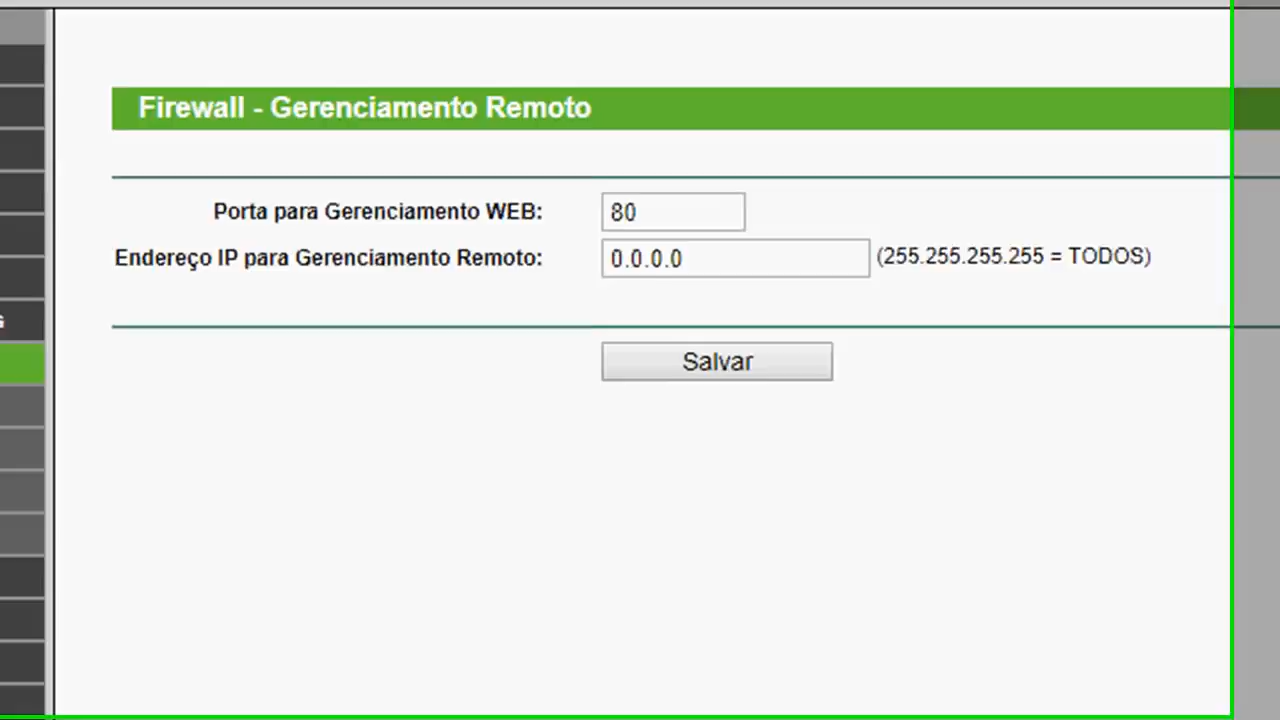 Firewall - Gerenciamento Remoto
Porta para Gerenciamento WEB: 80
Endereço IP para Gerenciamento Remoto: 0.0.0.0 (255.255.255.255 = TODOS)
Salvar